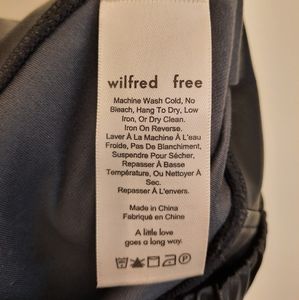 wilfred free
Machine Wash Cold, No
Bleach, Hang To Dry, Low
Iron, Or Dry Clean.
Iron On Reverse.
Laver À La Machine À L'eau
Froide, Pas De Blanchiment,
Suspendre Pour Sécher,
Repasser À Basse
Température, Ou Nettoyer À
Sec.
Repasser À L'envers.
Made in China
Fabriqué en Chine
A little love
goes a long way.